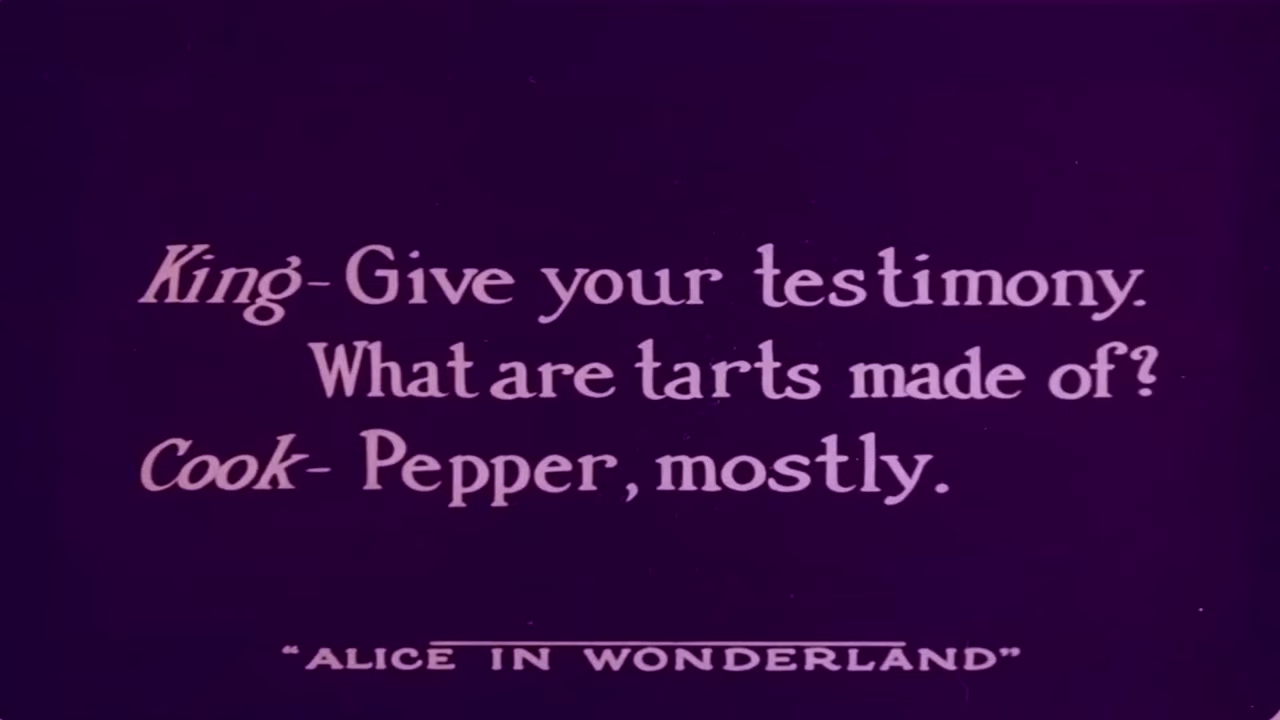 King- Give your testimony.
What are tarts made of?
Cook- Pepper, mostly.
"ALICE IN WONDERLAND"